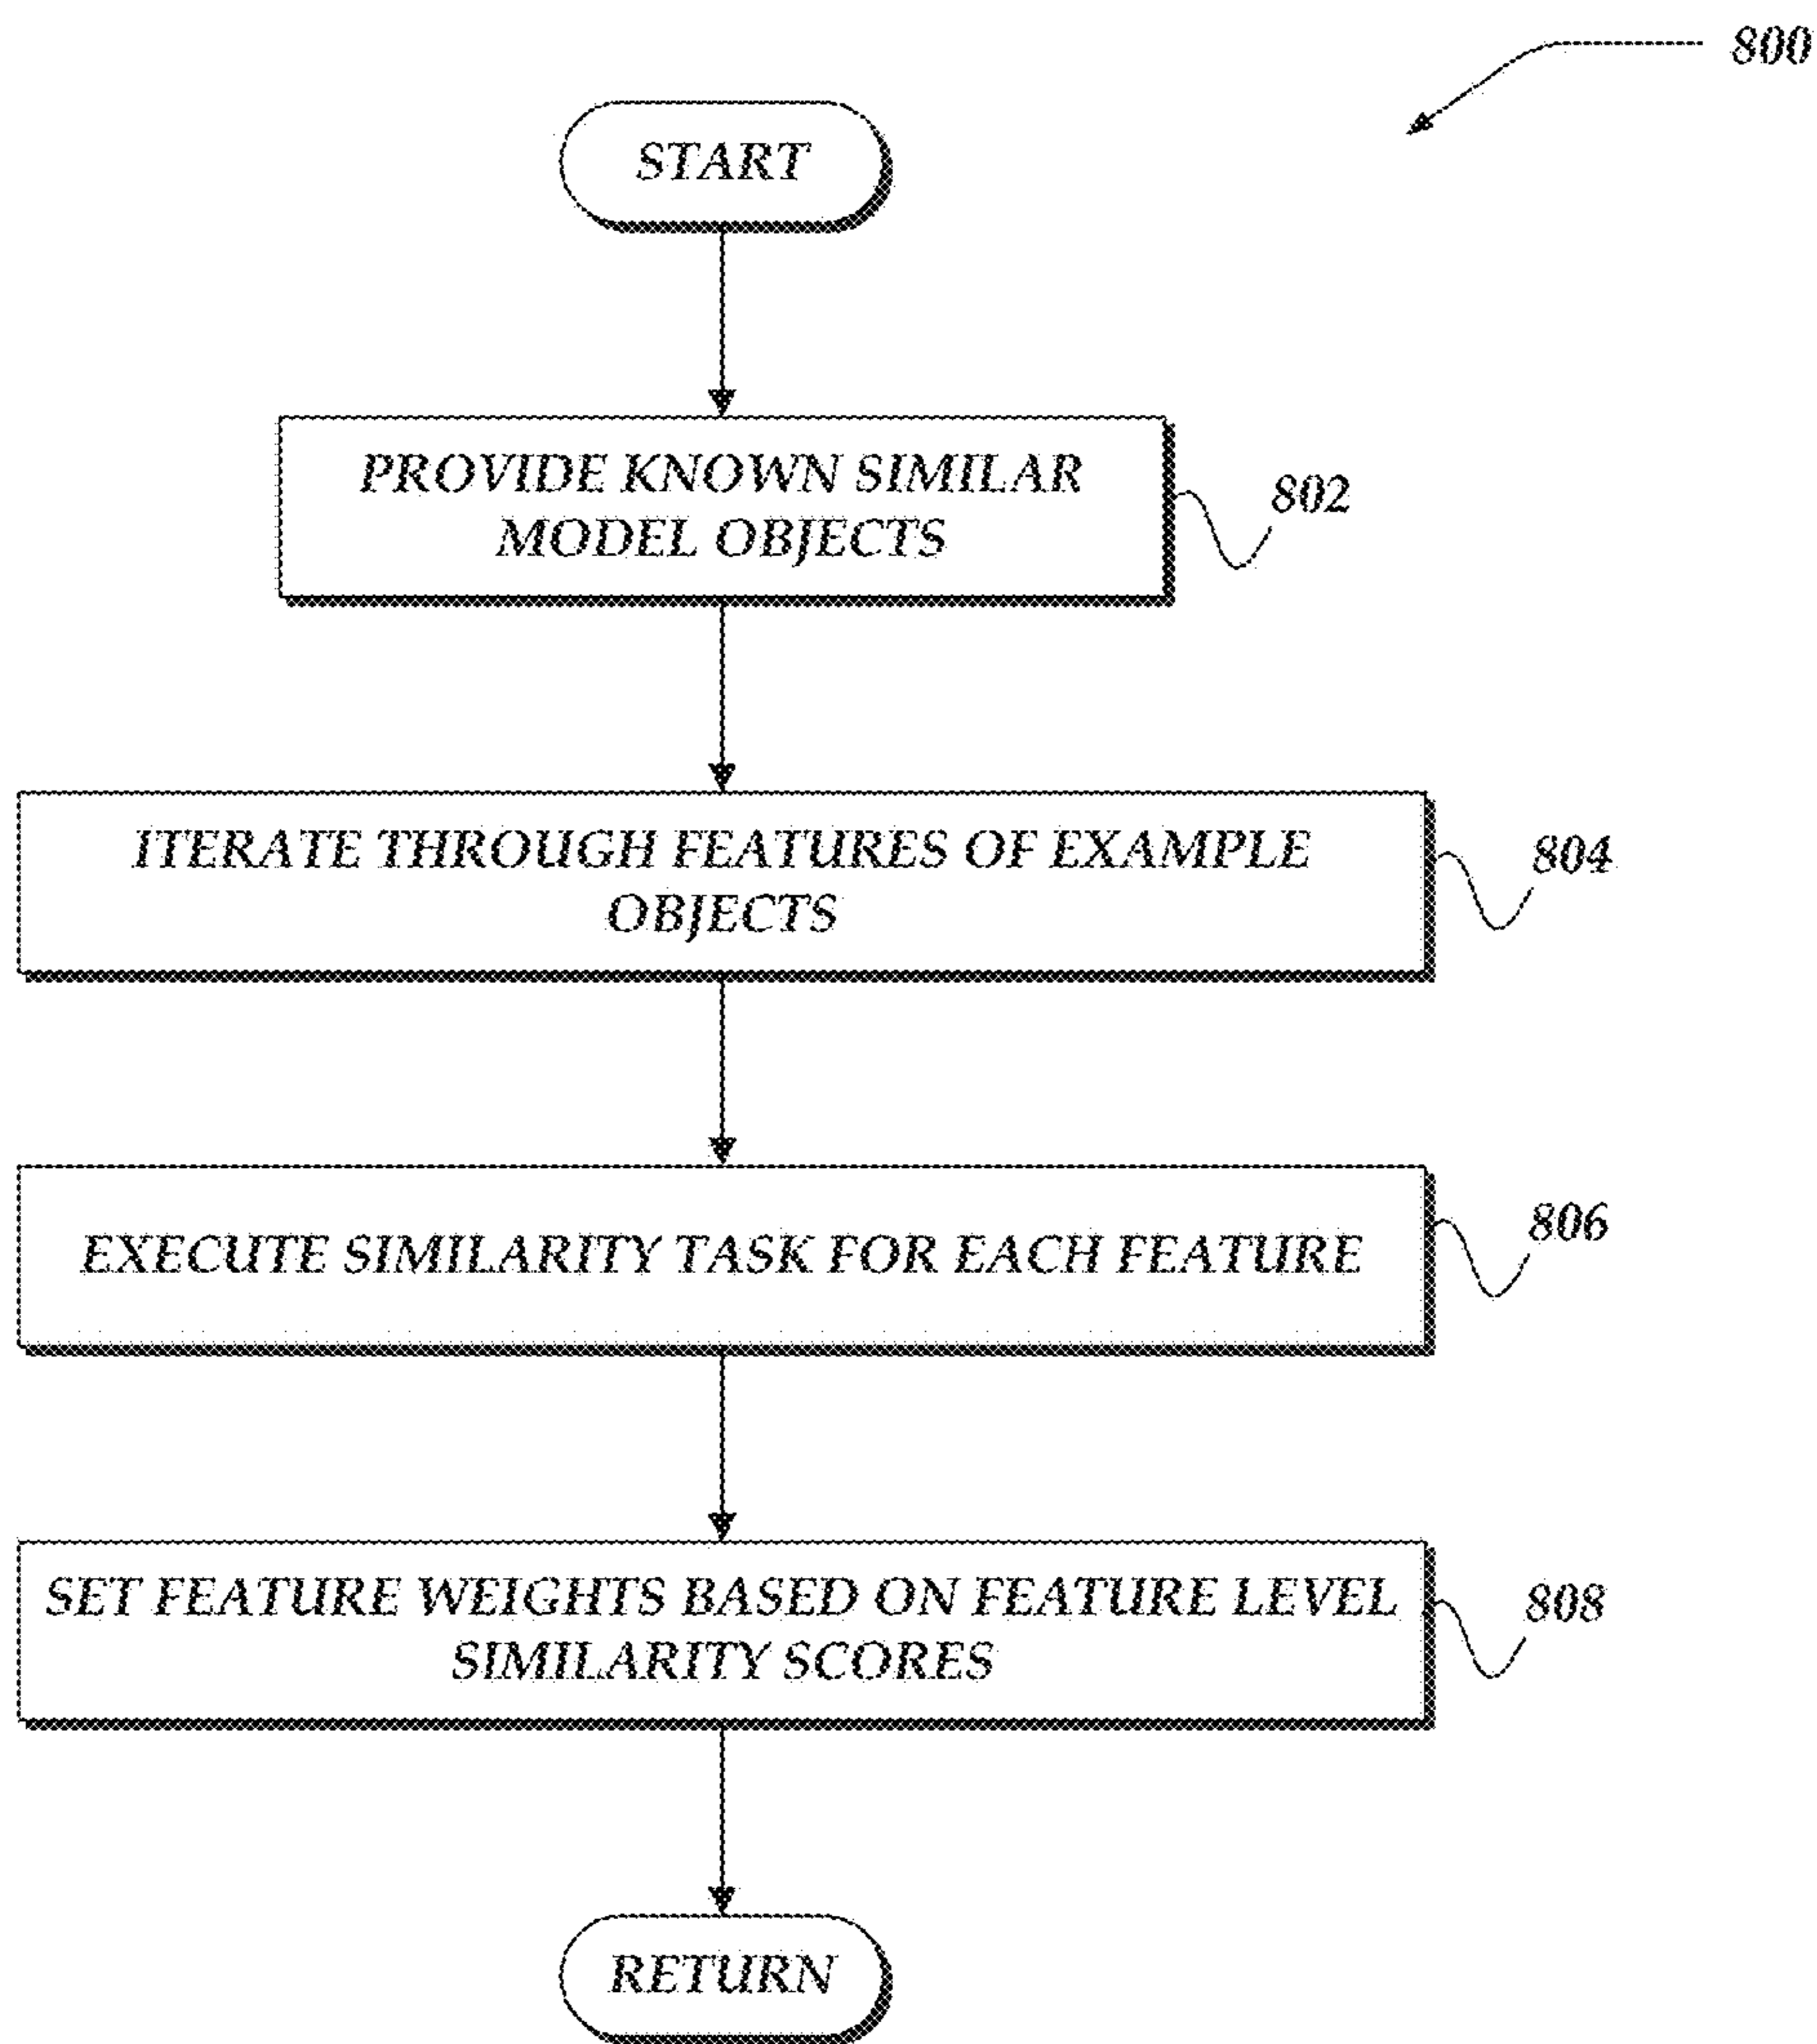 800
START
PROVIDE KNOWN SIMILAR
MODEL OBJECTS
802
ITERATE THROUGH FEATURES OF EXAMPLE
OBJECTS
804
EXECUTE SIMILARITY TASK FOR EACH FEATURE
806
SET FEATURE WEIGHTS BASED ON FEATURE LEVEL
SIMILARITY SCORES
808
RETURN